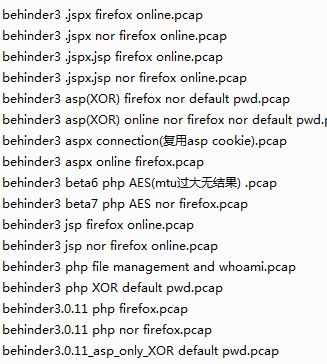 behinder3 .jspx firefox online.pcap
behinder3 .jspx nor firefox online.pcap
behinder3 .jspx.jsp firefox online.pcap
behinder3 .jspx.jsp nor firefox online.pcap
behinder3 asp(XOR) firefox nor default pwd.pcap
behinder3 asp(XOR) online nor firefox nor default pwd.p
behinder3 aspx connection(复用asp cookie).pcap
behinder3 aspx online firefox.pcap
behinder3 beta6 php AES(mtu过大无结果) .pcap
behinder3 beta7 php AES nor firefox.pcap
behinder3 jsp firefox online.pcap
behinder3 jsp nor firefox online.pcap
behinder3 php file management and whoami.pcap
behinder3 php XOR default pwd.pcap
behinder3.0.11 php firefox.pcap
behinder3.0.11 php nor firefox.pcap
behinder3.0.11_asp_only_XOR default pwd.pcap